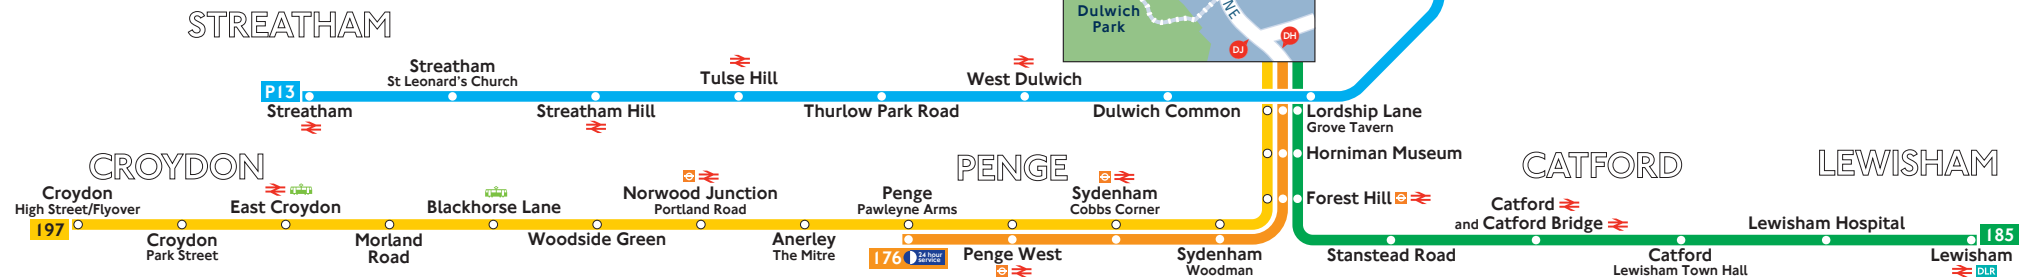 STREATHAM
Dulwich
Park
NE
DJ
DH
Streatham
St Leonard's Church
Tulse Hill
West Dulwich
P13
Streatham
Streatham Hill
Thurlow Park Road
Dulwich Common
Lordship Lane
Grove Tavern
Horniman Museum
CROYDON
PENGE
CATFORD
LEWISHAM
Croydon
High Street/Flyover
East Croydon
Blackhorse Lane
Norwood Junction
Portland Road
Penge
Pawleyne Arms
Sydenham
Cobbs Corner
Forest Hill
Catford
and Catford Bridge
Lewisham Hospital
197
Croydon
Park Street
Morland
Road
Woodside Green
Anerley
The Mitre
176
24 hour
service
Penge West
Sydenham
Woodman
Stanstead Road
Catford
Lewisham Town Hall
185
Lewisham
DLR